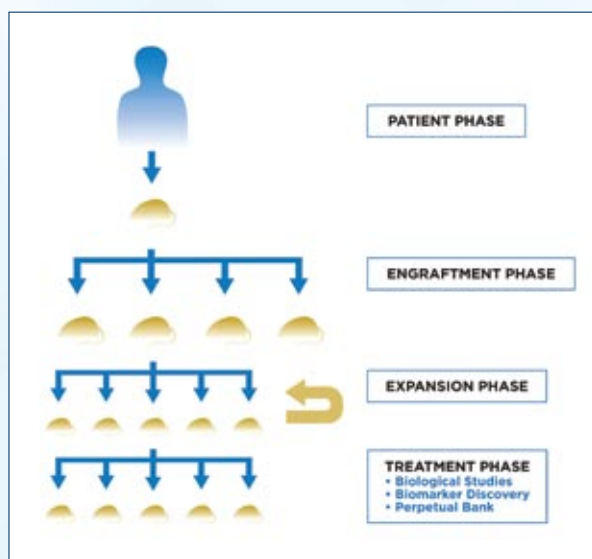 PATIENT PHASE
ENGRAFTMENT PHASE
EXPANSION PHASE
TREATMENT PHASE
• Biological Studies
• Biomarker Discovery
• Perpetual Bank